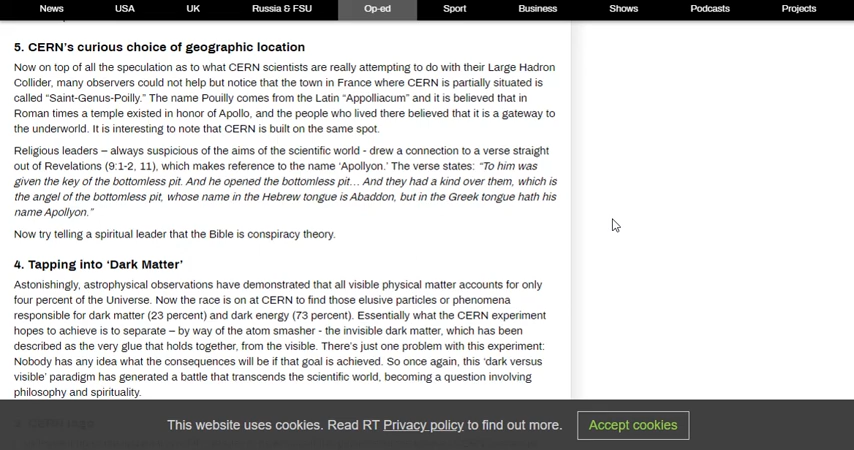 News USA UK Russia & FSU Op-ed Sport Business Shows Podcasts Projects
5. CERN's curious choice of geographic location
Now on top of all the speculation as to what CERN scientists are really attempting to do with their Large Hadron
Collider, many observers could not help but notice that the town in France where CERN is partially situated is
called “Saint-Genus-Poilly.” The name Pouilly comes from the Latin “Appolliacum” and it is believed that in
Roman times a temple existed in honor of Apollo, and the people who lived there believed that it is a gateway to
the underworld. It is interesting to note that CERN is built on the same spot.
Religious leaders – always suspicious of the aims of the scientific world - drew a connection to a verse straight
out of Revelations (9:1-2, 11), which makes reference to the name ‘Apollyon.’ The verse states: “To him was
given the key of the bottomless pit. And he opened the bottomless pit… And they had a kind over them, which is
the angel of the bottomless pit, whose name in the Hebrew tongue is Abaddon, but in the Greek tongue hath his
name Apollyon.”
Now try telling a spiritual leader that the Bible is conspiracy theory.
4. Tapping into ‘Dark Matter’
Astonishingly, astrophysical observations have demonstrated that all visible physical matter accounts for only
four percent of the Universe. Now the race is on at CERN to find those elusive particles or phenomena
responsible for dark matter (23 percent) and dark energy (73 percent). Essentially what the CERN experiment
hopes to achieve is to separate – by way of the atom smasher - the invisible dark matter, which has been
described as the very glue that holds together, from the visible. There's just one problem with this experiment:
Nobody has any idea what the consequences will be if that goal is achieved. So once again, this ‘dark versus
visible’ paradigm has generated a battle that transcends the scientific world, becoming a question involving
philosophy and spirituality.
This website uses cookies. Read RT Privacy policy to find out more. Accept cookies